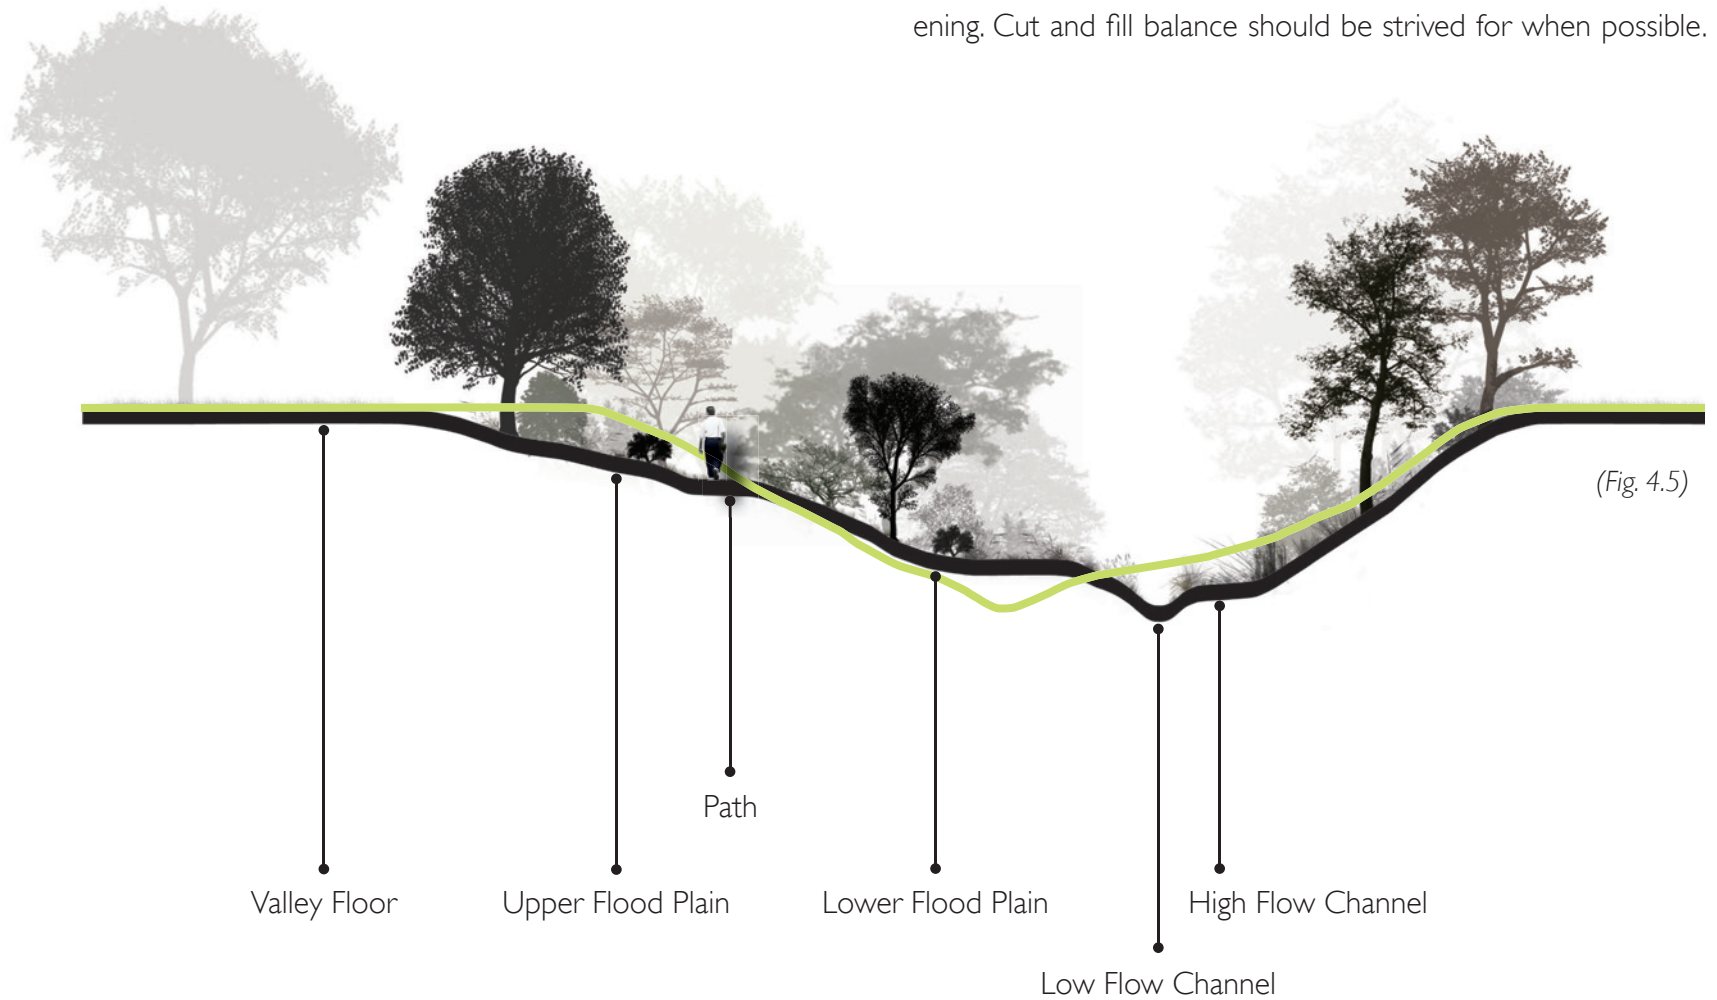 ening. Cut and fill balance should be strived for when possible.
(Fig. 4.5)
Path
Valley Floor
Upper Flood Plain
Lower Flood Plain
High Flow Channel
Low Flow Channel